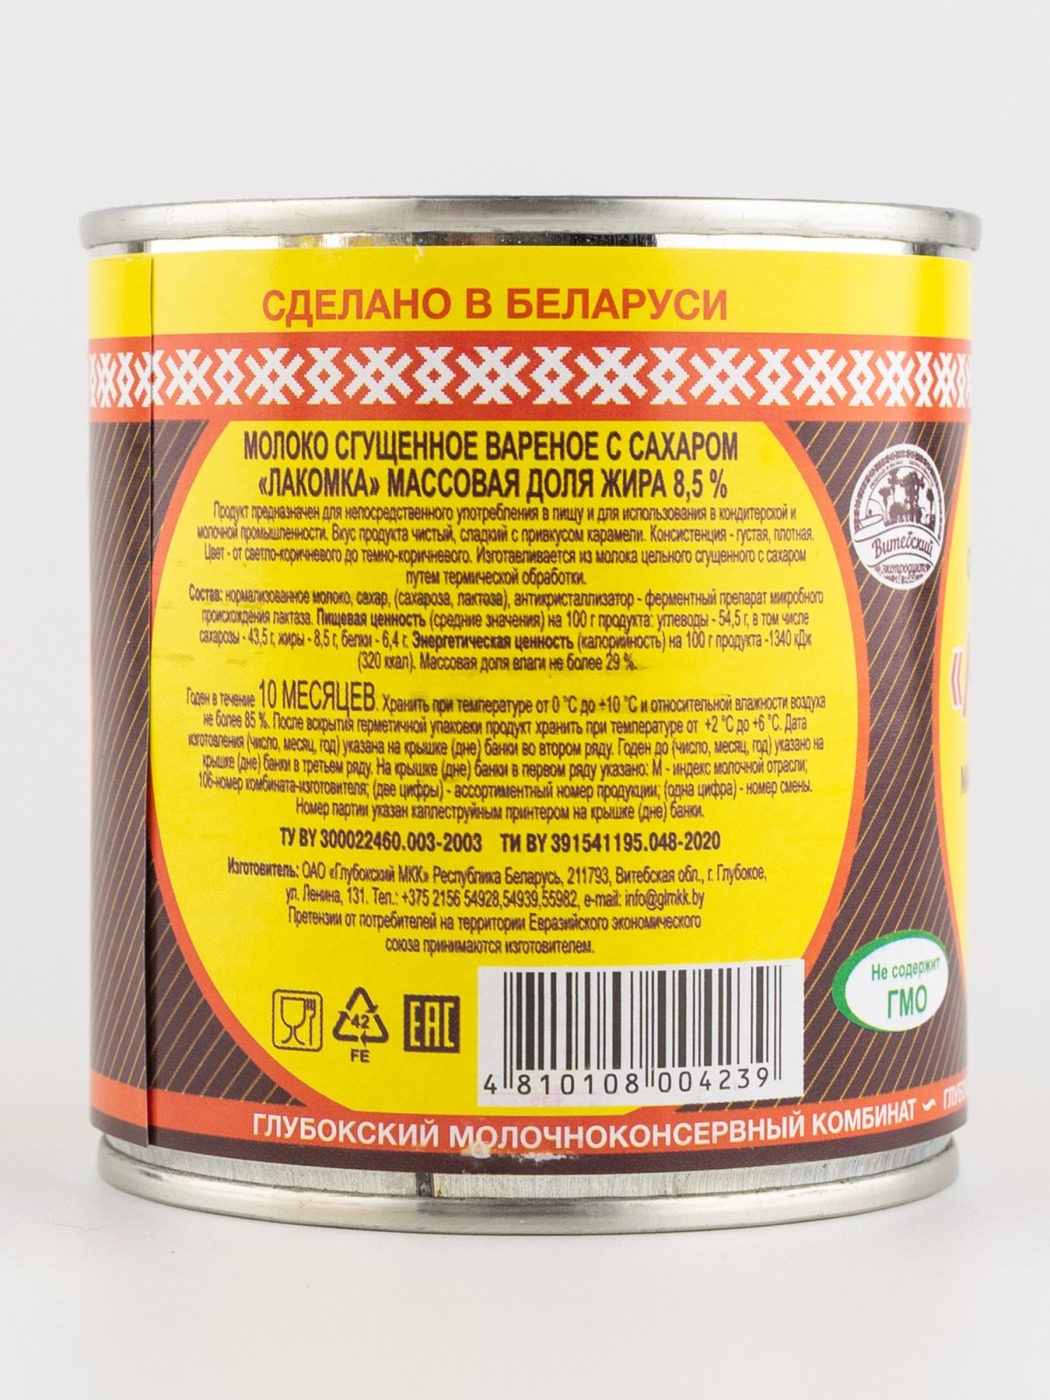 СДЕЛАНО В БЕЛАРУСИ
МОЛОКО СГУЩЕННОЕ ВАРЕНОЕ С САХАРОМ
«ЛАКОМКА» МАССОВАЯ ДОЛЯ ЖИРА 8,5 %
Продукт предназначен для непосредственного употребления в пищу и для использования в кондитерской и
молочной промышленности. Вкус продукта чистый, сладкий с привкусом карамели. Консистенция - густая, плотная.
Цвет - от светло-коричневого до темно-коричневого. Изготавливается из молока цельного сгущенного с сахаром
путем термической обработки.
Состав: нормализованное молоко, сахар, (сахароза, лактоза), антикристаллизатор - ферментный препарат микробного
происхождения лактаза. Пищевая ценность (средние значения) на 100 г продукта: углеводы - 54,5 г, в том числе
сахарозы - 43,5 г, жиры - 8,5 г, белки - 6,4 г. Энергетическая ценность (калорийность) на 100 г продукта -1340 кДж
(320 ккал). Массовая доля влаги не более 29 %.
Годен в течение 10 МЕСЯЦЕВ. Хранить при температуре от 0 °С до +10 °С и относительной влажности воздуха
не более 85 %. После вскрытия герметичной упаковки продукт хранить при температуре от +2 °С до +6 °С. Дата
изготовления (число, месяц, год) указана на крышке (дне) банки во втором ряду. Годен до (число, месяц, год) указано на
крышке (дне) банки в третьем ряду. На крышке (дне) банки в первом ряду указано: М - индекс молочной отрасли;
106-номер комбината-изготовителя; (две цифры) - ассортиментный номер продукции; (одна цифра) - номер смены.
Номер партии указан каплеструйным принтером на крышке (дне) банки.
ТУ BY 300022460.003-2003 ТИ BY 391541195.048-2020
Изготовитель: ОАО «Глубокский МКК» Республика Беларусь, 211793, Витебская обл., г. Глубокое,
ул. Ленина, 131. Тел.: +375 2156 54928,54939,55982, e-mail: info@glmkk.by
Претензии от потребителей на территории Евразийского экономического
союза принимаются изготовителем.
Витебский
экопродукт
Не содержит
ГМО
42
FE
EAC
4 810108 004239
ГЛУБОКСКИЙ МОЛОЧНОКОНСЕРВНЫЙ КОМБИНАТ ~